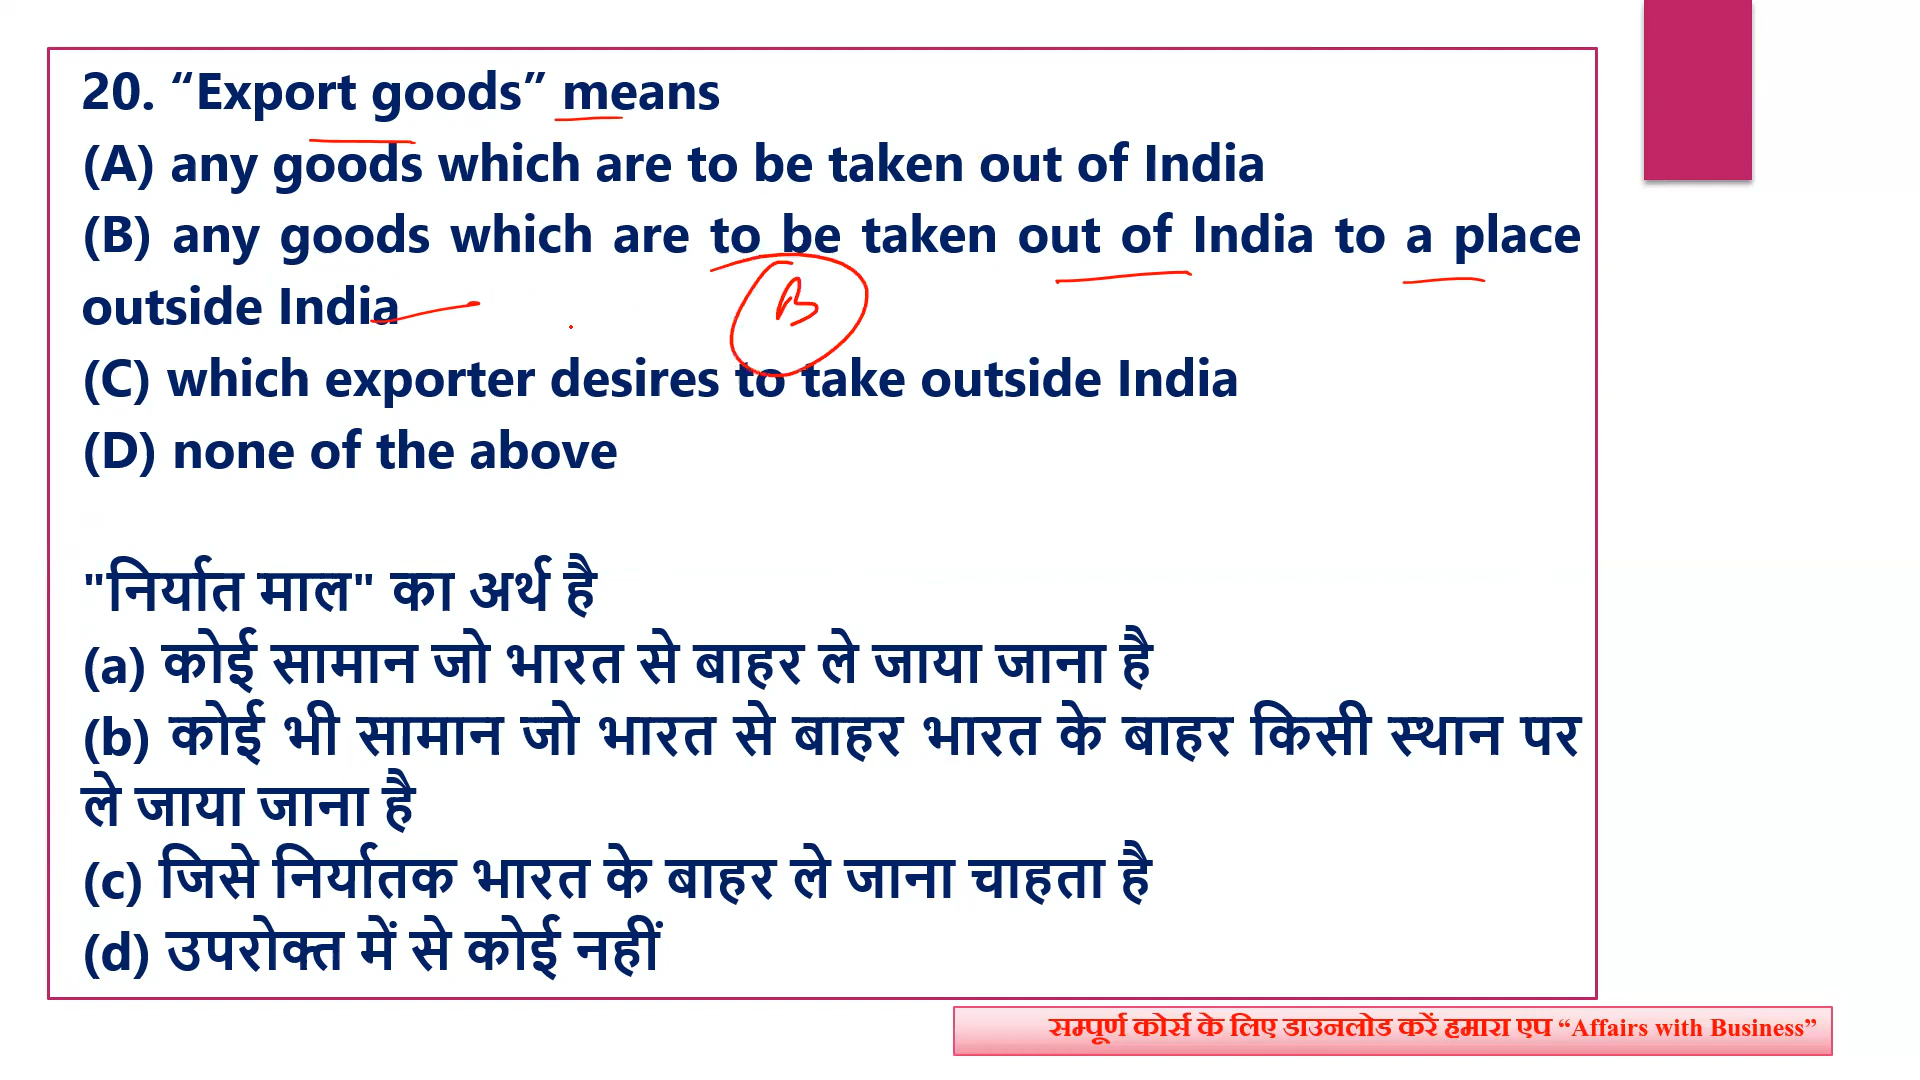 20. “Export goods” means
(A) any goods which are to be taken out of India
(B) any goods which are to be taken out of India to a place
outside India
B
(C) which exporter desires to take outside India
(D) none of the above
"निर्यात माल" का अर्थ है
(a) कोई सामान जो भारत से बाहर ले जाया जाना है
(b) कोई भी सामान जो भारत से बाहर भारत के बाहर किसी स्थान पर
ले जाया जाना है
(c) जिसे निर्यातक भारत के बाहर ले जाना चाहता है
(d) उपरोक्त में से कोई नहीं
सम्पूर्ण कोर्स के लिए डाउनलोड करें हमारा एप “Affairs with Business”